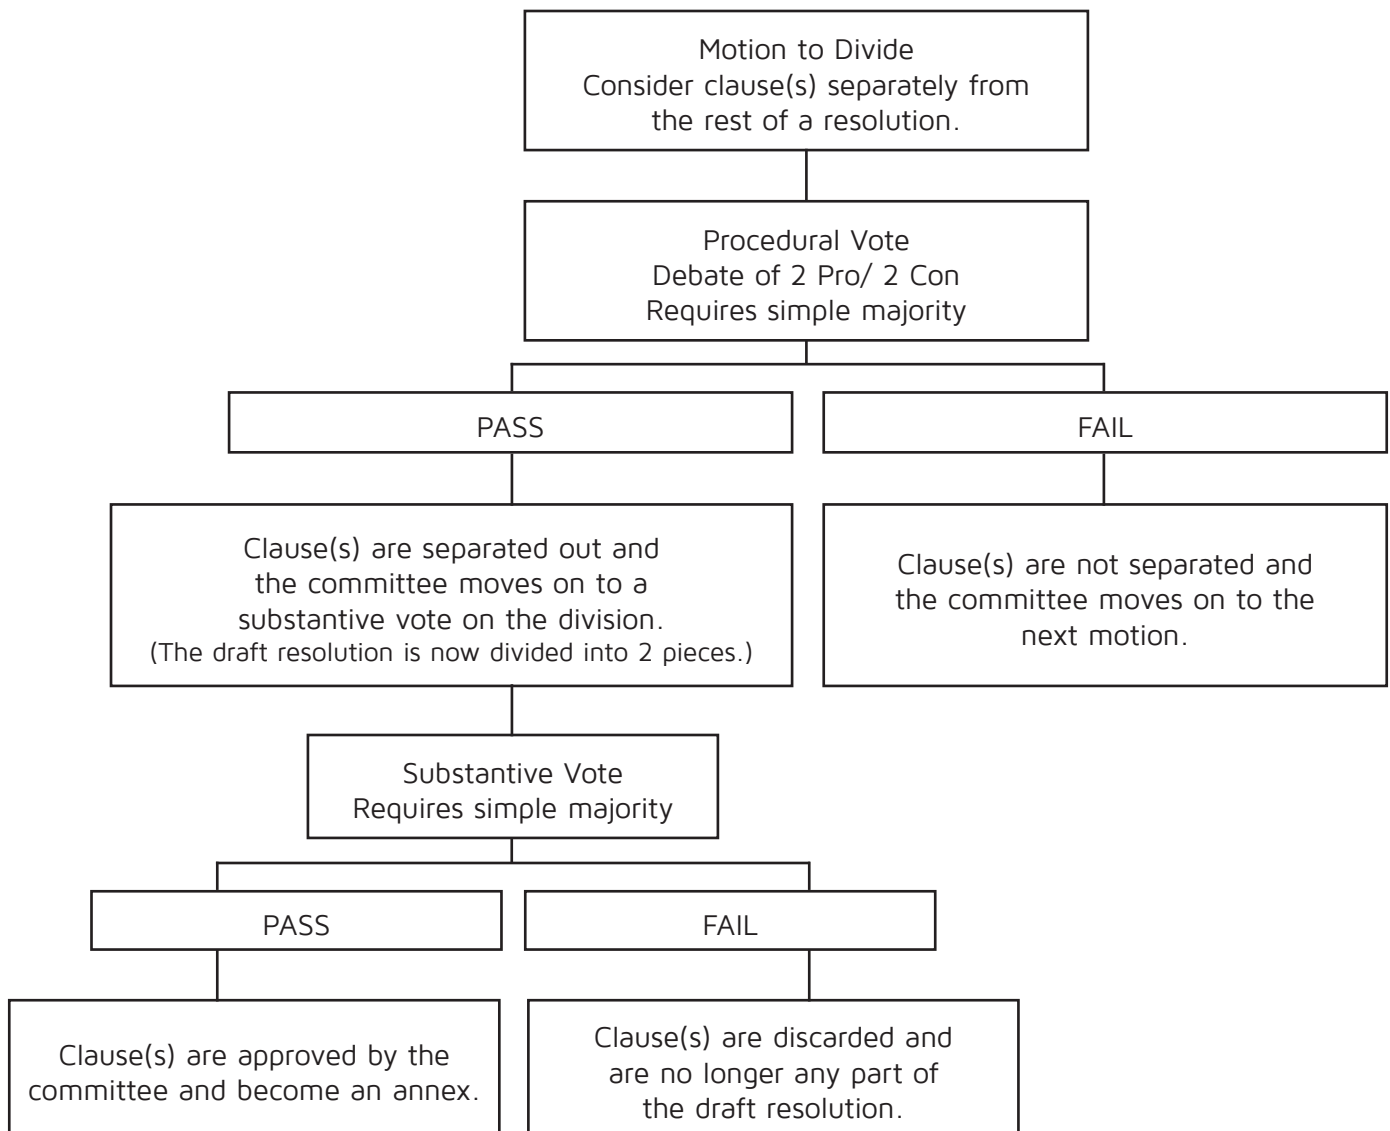 Motion to Divide
Consider clause(s) separately from
the rest of a resolution.
Procedural Vote
Debate of 2 Pro/ 2 Con
Requires simple majority
PASS
FAIL
Clause(s) are separated out and
the committee moves on to a
substantive vote on the division.
(The draft resolution is now divided into 2 pieces.)
Clause(s) are not separated and
the committee moves on to the
next motion.
Substantive Vote
Requires simple majority
PASS
FAIL
Clause(s) are approved by the
committee and become an annex.
Clause(s) are discarded and
are no longer any part of
the draft resolution.